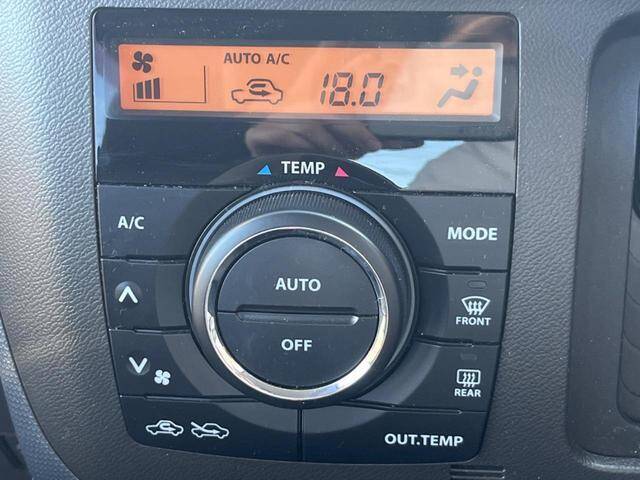 AUTO A/C
18.0
TEMP
A/C
MODE
AUTO
OFF
FRONT
REAR
OUT.TEMP